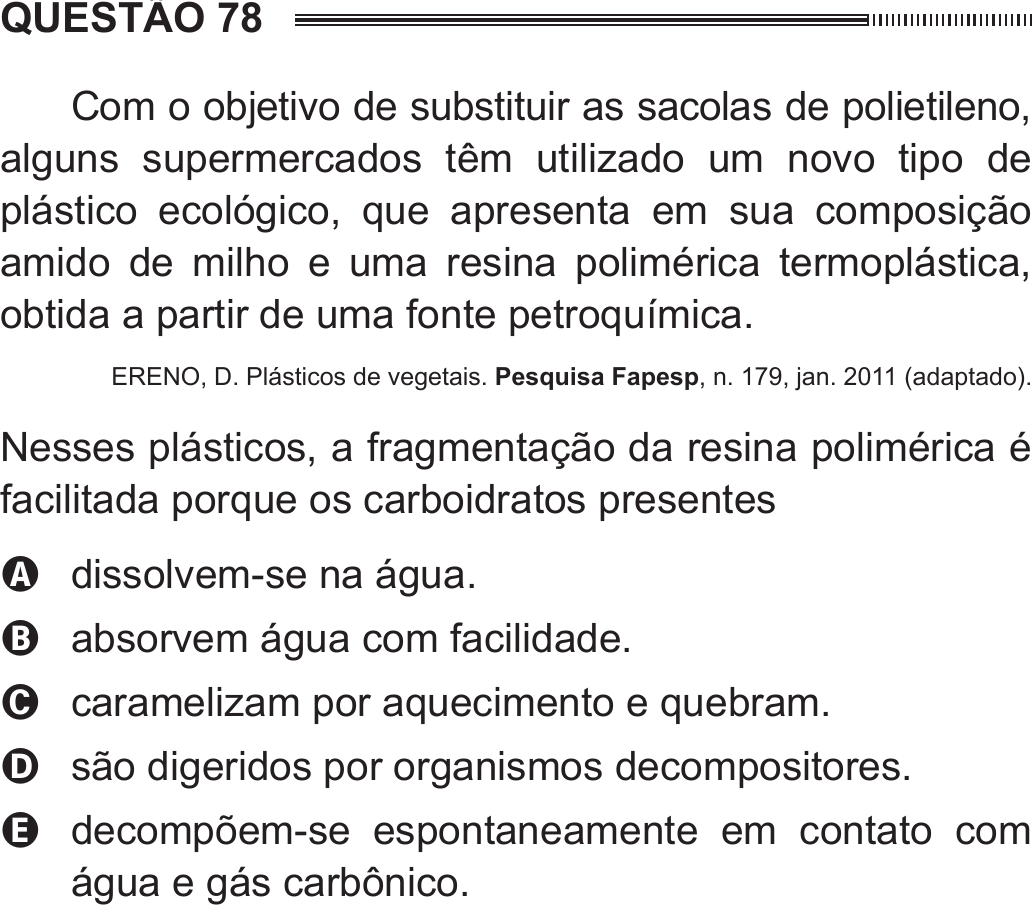 QUESTÃO 78
Com o objetivo de substituir as sacolas de polietileno,
alguns supermercados têm utilizado um novo tipo de
plástico ecológico, que apresenta em sua composição
amido de milho e uma resina polimérica termoplástica,
obtida a partir de uma fonte petroquímica.
ERENO, D. Plásticos de vegetais. Pesquisa Fapesp, n. 179, jan. 2011 (adaptado).
Nesses plásticos, a fragmentação da resina polimérica é
facilitada porque os carboidratos presentes
A dissolvem-se na água.
B absorvem água com facilidade.
C caramelizam por aquecimento e quebram.
D são digeridos por organismos decompositores.
E decompõem-se espontaneamente em contato com
água e gás carbônico.